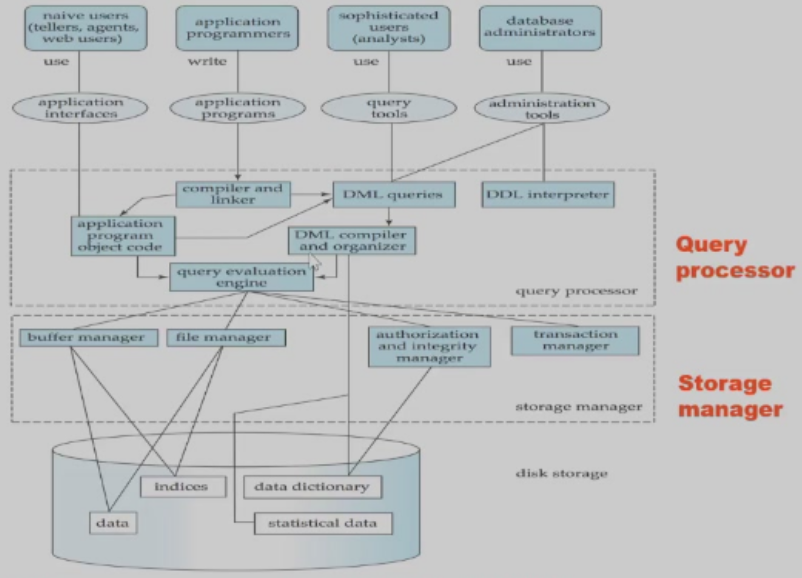 naive users
(tellers, agents,
web users)
application
programmers
sophisticated
users
(analysts)
database
administrators
use
write
use
use
application
interfaces
application
programs
query
tools
administration
tools
compiler and
linker
DML queries
DDL interpreter
application
program
object code
DML compiler
and organizer
query evaluation
engine
query processor
Query
processor
buffer manager
file manager
authorization
and integrity
manager
transaction
manager
storage manager
Storage
manager
disk storage
indices
data dictionary
data
statistical data